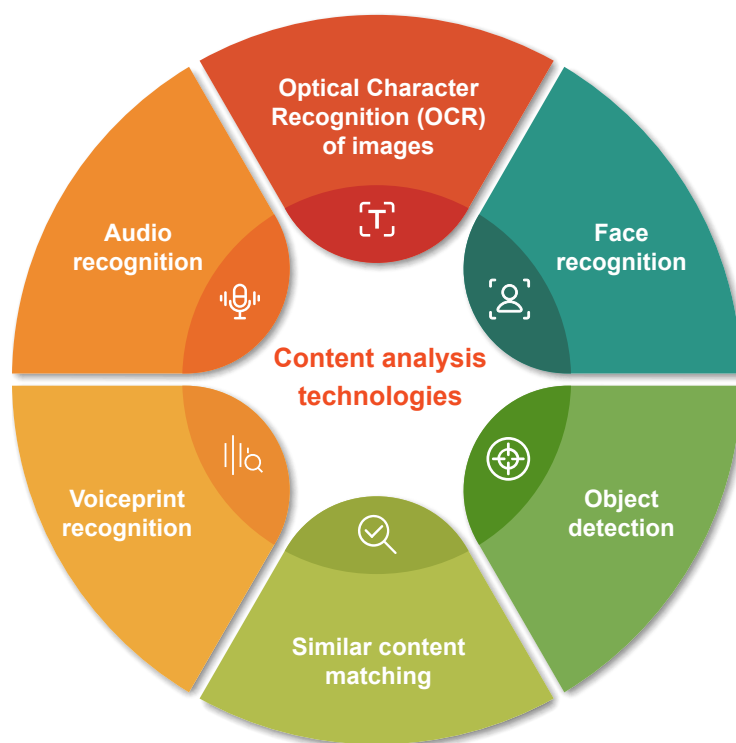 Optical Character
Recognition (OCR)
of images
Face
recognition
Object
detection
Similar content
matching
Voiceprint
recognition
Audio
recognition
Content analysis
technologies
T